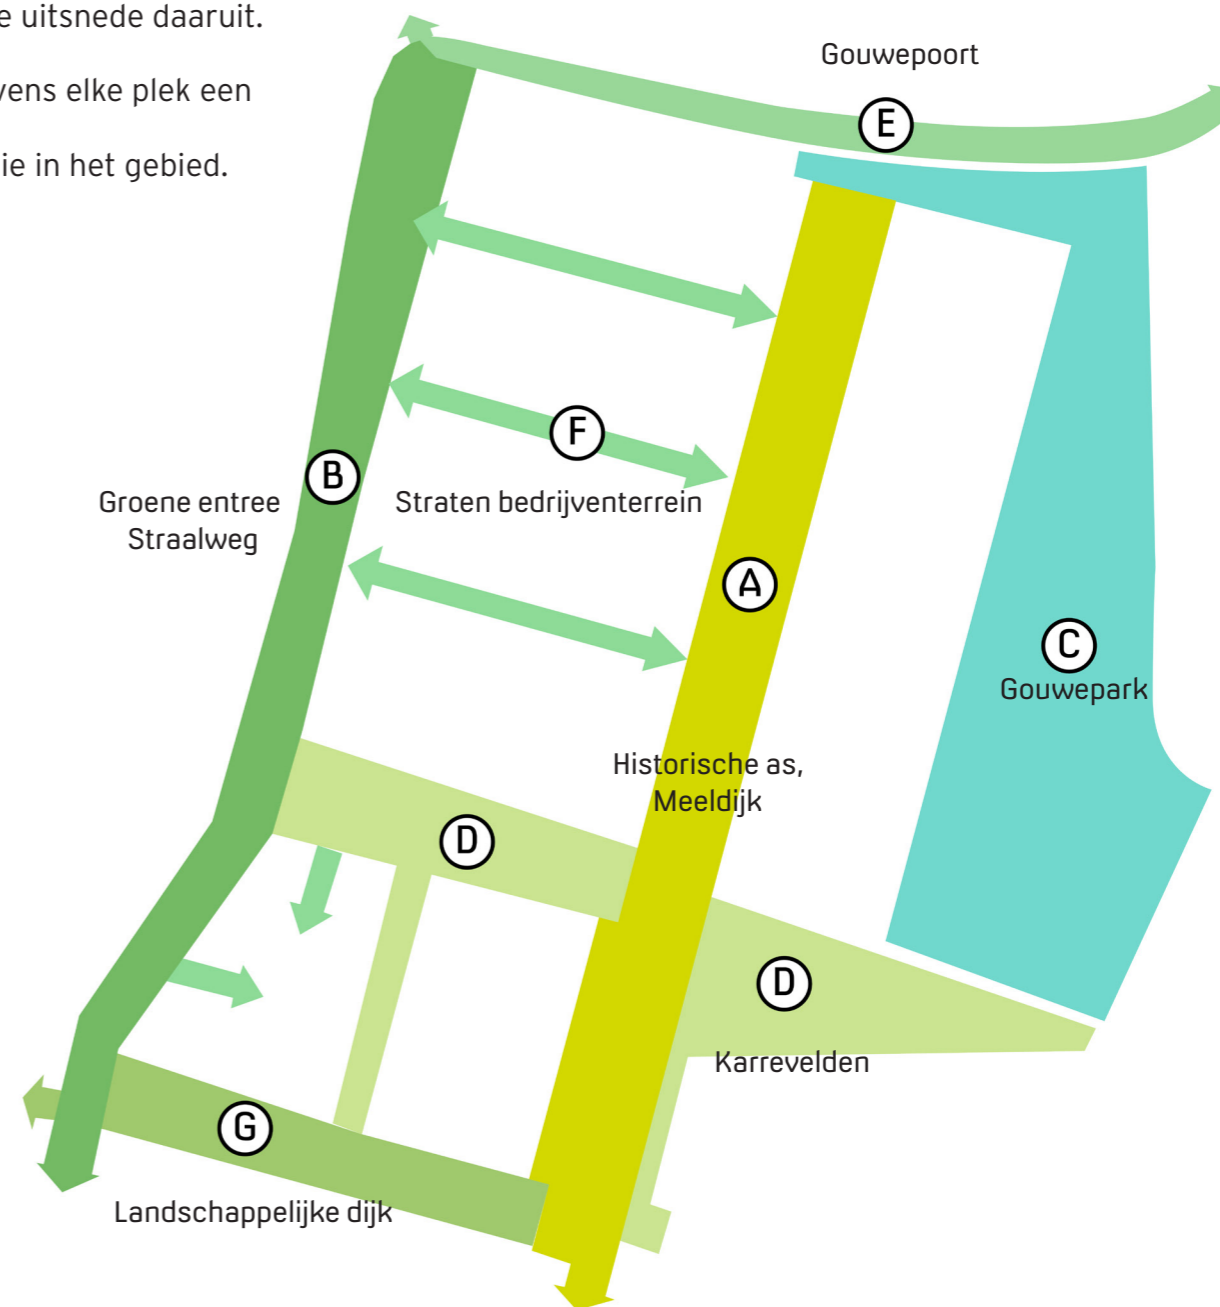 e uitsnede daaruit.
vens elke plek een
ie in het gebied.
Gouwepoort
E
F
B
Groene entree
Straalweg
Straten bedrijventerrein
A
C
Gouwepark
Historische as,
Meeldijk
D
D
Karrevelden
G
Landschappelijke dijk